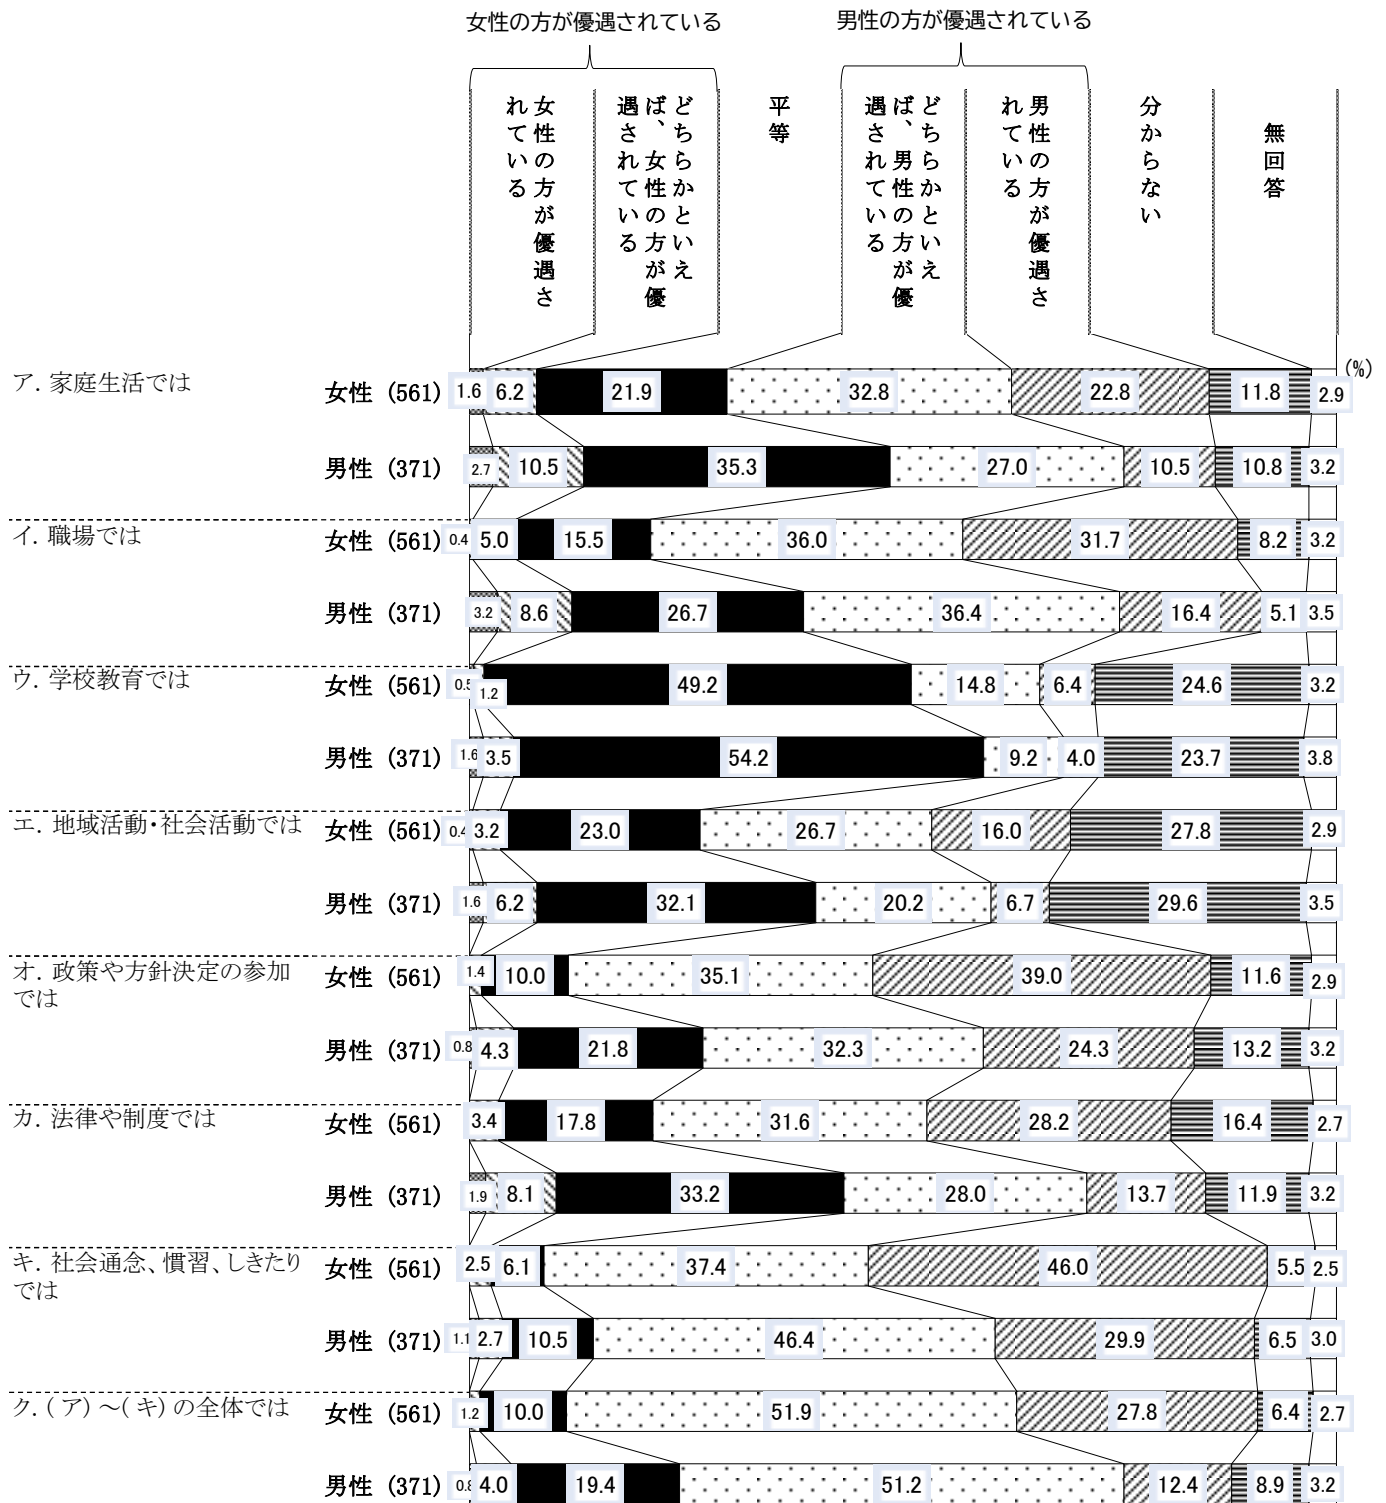 女性の方が優遇されている
男性の方が優遇されている
女性の方が優遇さ
れている
どちらかといえ
ば、女性の方が優
遇されている
平等
どちらかといえ
ば、男性の方が優
遇されている
男性の方が優遇さ
れている
分からない
無回答
(%)
ア. 家庭生活では
女性 (561) 1.6 6.2 21.9 32.8 22.8 11.8 2.9
男性 (371) 2.7 10.5 35.3 27.0 10.5 10.8 3.2
イ. 職場では
女性 (561) 0.4 5.0 15.5 36.0 31.7 8.2 3.2
男性 (371) 3.2 8.6 26.7 36.4 16.4 5.1 3.5
ウ. 学校教育では
女性 (561) 0.5 1.2 49.2 14.8 6.4 24.6 3.2
男性 (371) 1.6 3.5 54.2 9.2 4.0 23.7 3.8
エ. 地域活動・社会活動では
女性 (561) 0.4 3.2 23.0 26.7 16.0 27.8 2.9
男性 (371) 1.6 6.2 32.1 20.2 6.7 29.6 3.5
オ. 政策や方針決定の参加
では
女性 (561) 1.4 10.0 35.1 39.0 11.6 2.9
男性 (371) 0.8 4.3 21.8 32.3 24.3 13.2 3.2
カ. 法律や制度では
女性 (561) 3.4 17.8 31.6 28.2 16.4 2.7
男性 (371) 1.9 8.1 33.2 28.0 13.7 11.9 3.2
キ. 社会通念、慣習、しきたり
では
女性 (561) 2.5 6.1 37.4 46.0 5.5 2.5
男性 (371) 1.1 2.7 10.5 46.4 29.9 6.5 3.0
ク. (ア)～(キ)の全体では
女性 (561) 1.2 10.0 51.9 27.8 6.4 2.7
男性 (371) 0.8 4.0 19.4 51.2 12.4 8.9 3.2